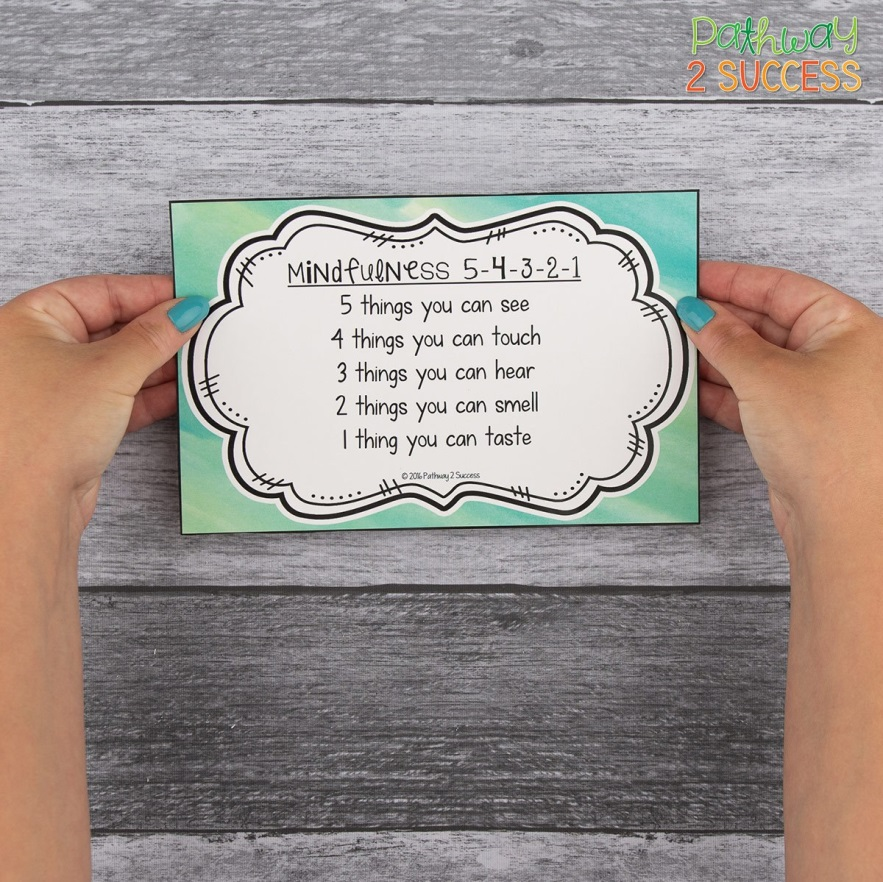 Pathway
2 SUCCESS
MiNdfulNess 5-4-3-2-1
5 things you can see
4 things you can touch
3 things you can hear
2 things you can smell
1 thing you can taste
© 2016 Pathway 2 Success